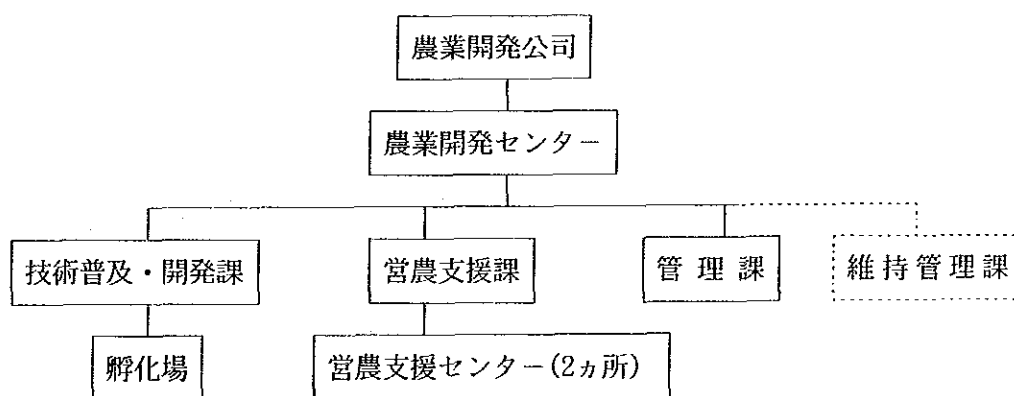 農業開発公司
農業開発センター
技術普及・開発課
営農支援課
管理課
維持管理課
孵化場
営農支援センター(2ヵ所)